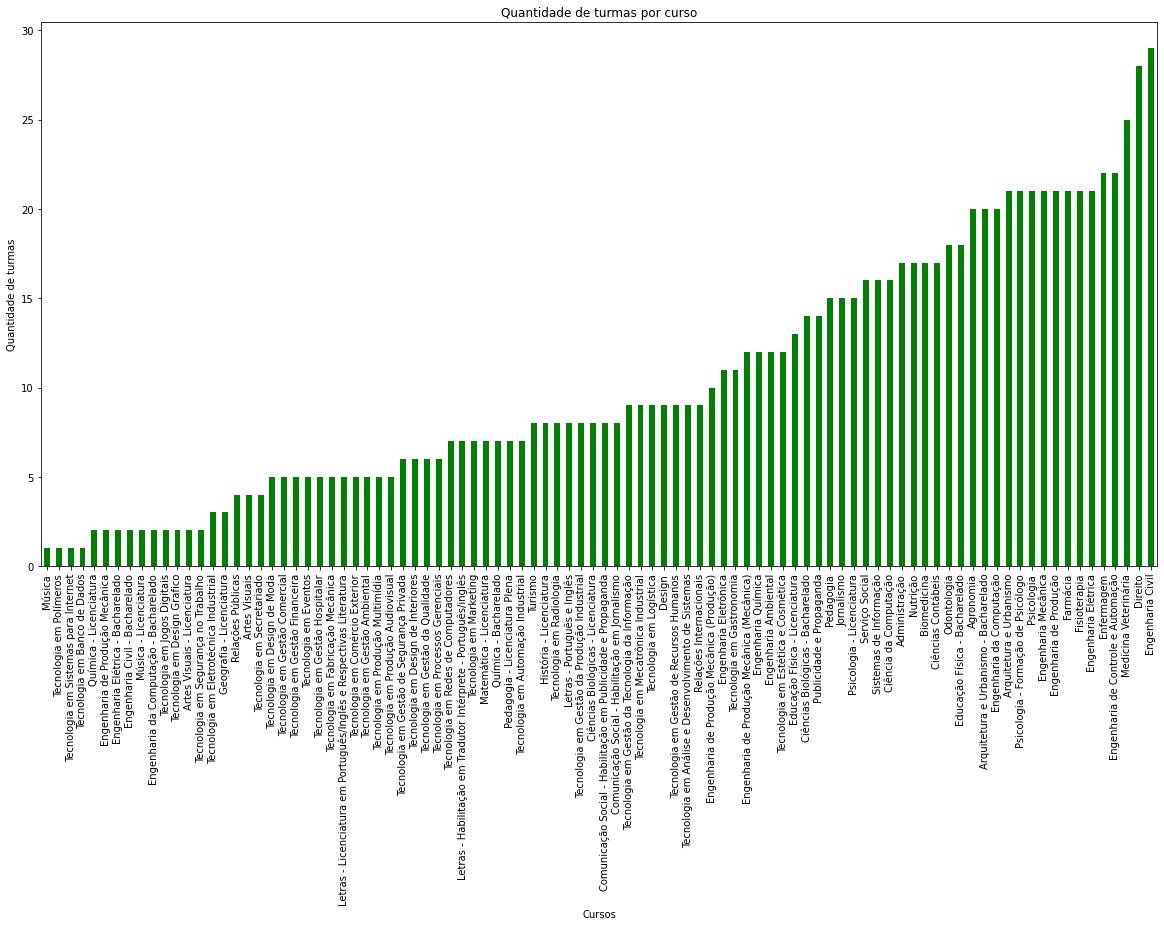 Quantidade de turmas por curso
Quantidade de turmas
30
25
20
15
10
5
0
Música
Tecnologia em Polímeros
Tecnologia em Sistemas para Internet
Tecnologia em Banco de Dados
Química - Licenciatura
Engenharia de Produção Mecânica
Engenharia Elétrica - Bacharelado
Engenharia Civil - Bacharelado
Música - Licenciatura
Engenharia da Computação - Bacharelado
Tecnologia em Jogos Digitais
Tecnologia em Design Grafico
Artes Visuais - Licenciatura
Tecnologia em Segurança no Trabalho
Tecnologia em Eletrotécnica Industrial
Geografia - Licenciatura
Relações Públicas
Artes Visuais
Tecnologia em Secretariado
Tecnologia em Design de Moda
Tecnologia em Gestão Comercial
Tecnologia em Gestão Financeira
Tecnologia em Eventos
Tecnologia em Gestão Hospitalar
Tecnologia em Fabricação Mecânica
Letras - Licenciatura em Português/Inglês e Respectivas Literatura
Tecnologia em Comércio Exterior
Tecnologia em Gestão Ambiental
Tecnologia em Produção Multimídia
Tecnologia em Produção Audiovisual
Tecnologia em Gestão de Segurança Privada
Tecnologia em Design de Interiores
Tecnologia em Gestão da Qualidade
Tecnologia em Processos Gerenciais
Tecnologia em Redes de Computadores
Letras - Habilitação em Tradutor Intérprete - Português/Inglês
Tecnologia em Marketing
Matemática - Licenciatura
Química - Bacharelado
Pedagogia - Licenciatura Plena
Tecnologia em Automação Industrial
Turismo
História - Licenciatura
Tecnologia em Radiologia
Letras - Português e Inglês
Tecnologia em Gestão da Produção Industrial
Ciências Biológicas - Licenciatura
Comunicação Social - Habilitação em Publicidade e Propaganda
Comunicação Social - Habilitação em Jornalismo
Tecnologia em Gestão da Tecnologia da Informação
Tecnologia em Mecatrônica Industrial
Tecnologia em Logística
Design
Tecnologia em Gestão de Recursos Humanos
Tecnologia em Análise e Desenvolvimento de Sistemas
Relações Internacionais
Engenharia de Produção Mecânica (Produção)
Engenharia Eletrônica
Tecnologia em Gastronomia
Engenharia de Produção Mecânica (Mecânica)
Engenharia Química
Engenharia Ambiental
Tecnologia em Estética e Cosmética
Educação Física - Licenciatura
Ciências Biológicas - Bacharelado
Publicidade e Propaganda
Pedagogia
Jornalismo
Psicologia - Licenciatura
Serviço Social
Sistemas de Informação
Ciência da Computação
Administração
Nutrição
Biomedicina
Ciências Contábeis
Odontologia
Educação Física - Bacharelado
Agronomia
Arquitetura e Urbanismo - Bacharelado
Engenharia da Computação
Arquitetura e Urbanismo
Psicologia - Formação de Psicólogo
Psicologia
Engenharia Mecânica
Engenharia de Produção
Farmácia
Fisioterapia
Engenharia Elétrica
Enfermagem
Engenharia de Controle e Automação
Medicina Veterinária
Direito
Engenharia Civil
Cursos